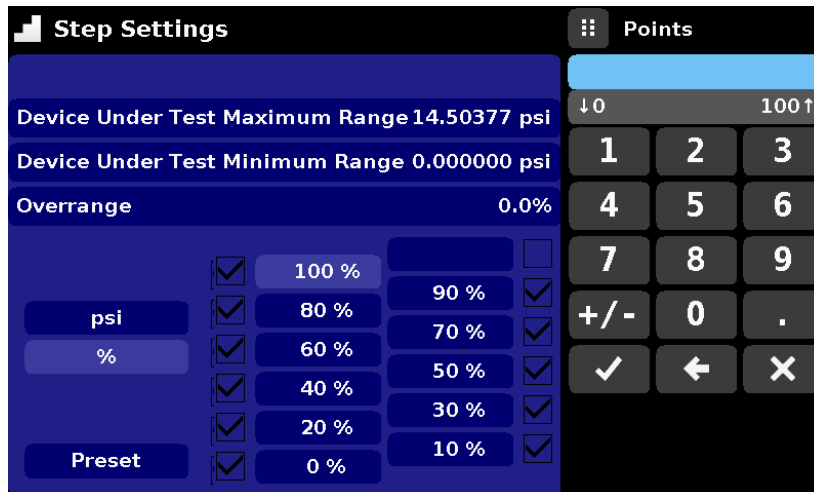 Step Settings
Points
Device Under Test Maximum Range 14.50377 psi
Device Under Test Minimum Range 0.000000 psi
Overrange 0.0%
psi
%
Preset
100 %
80 %
60 %
40 %
20 %
0 %
90 %
70 %
50 %
30 %
10 %
↓0 100↑
1 2 3
4 5 6
7 8 9
+/- 0 .